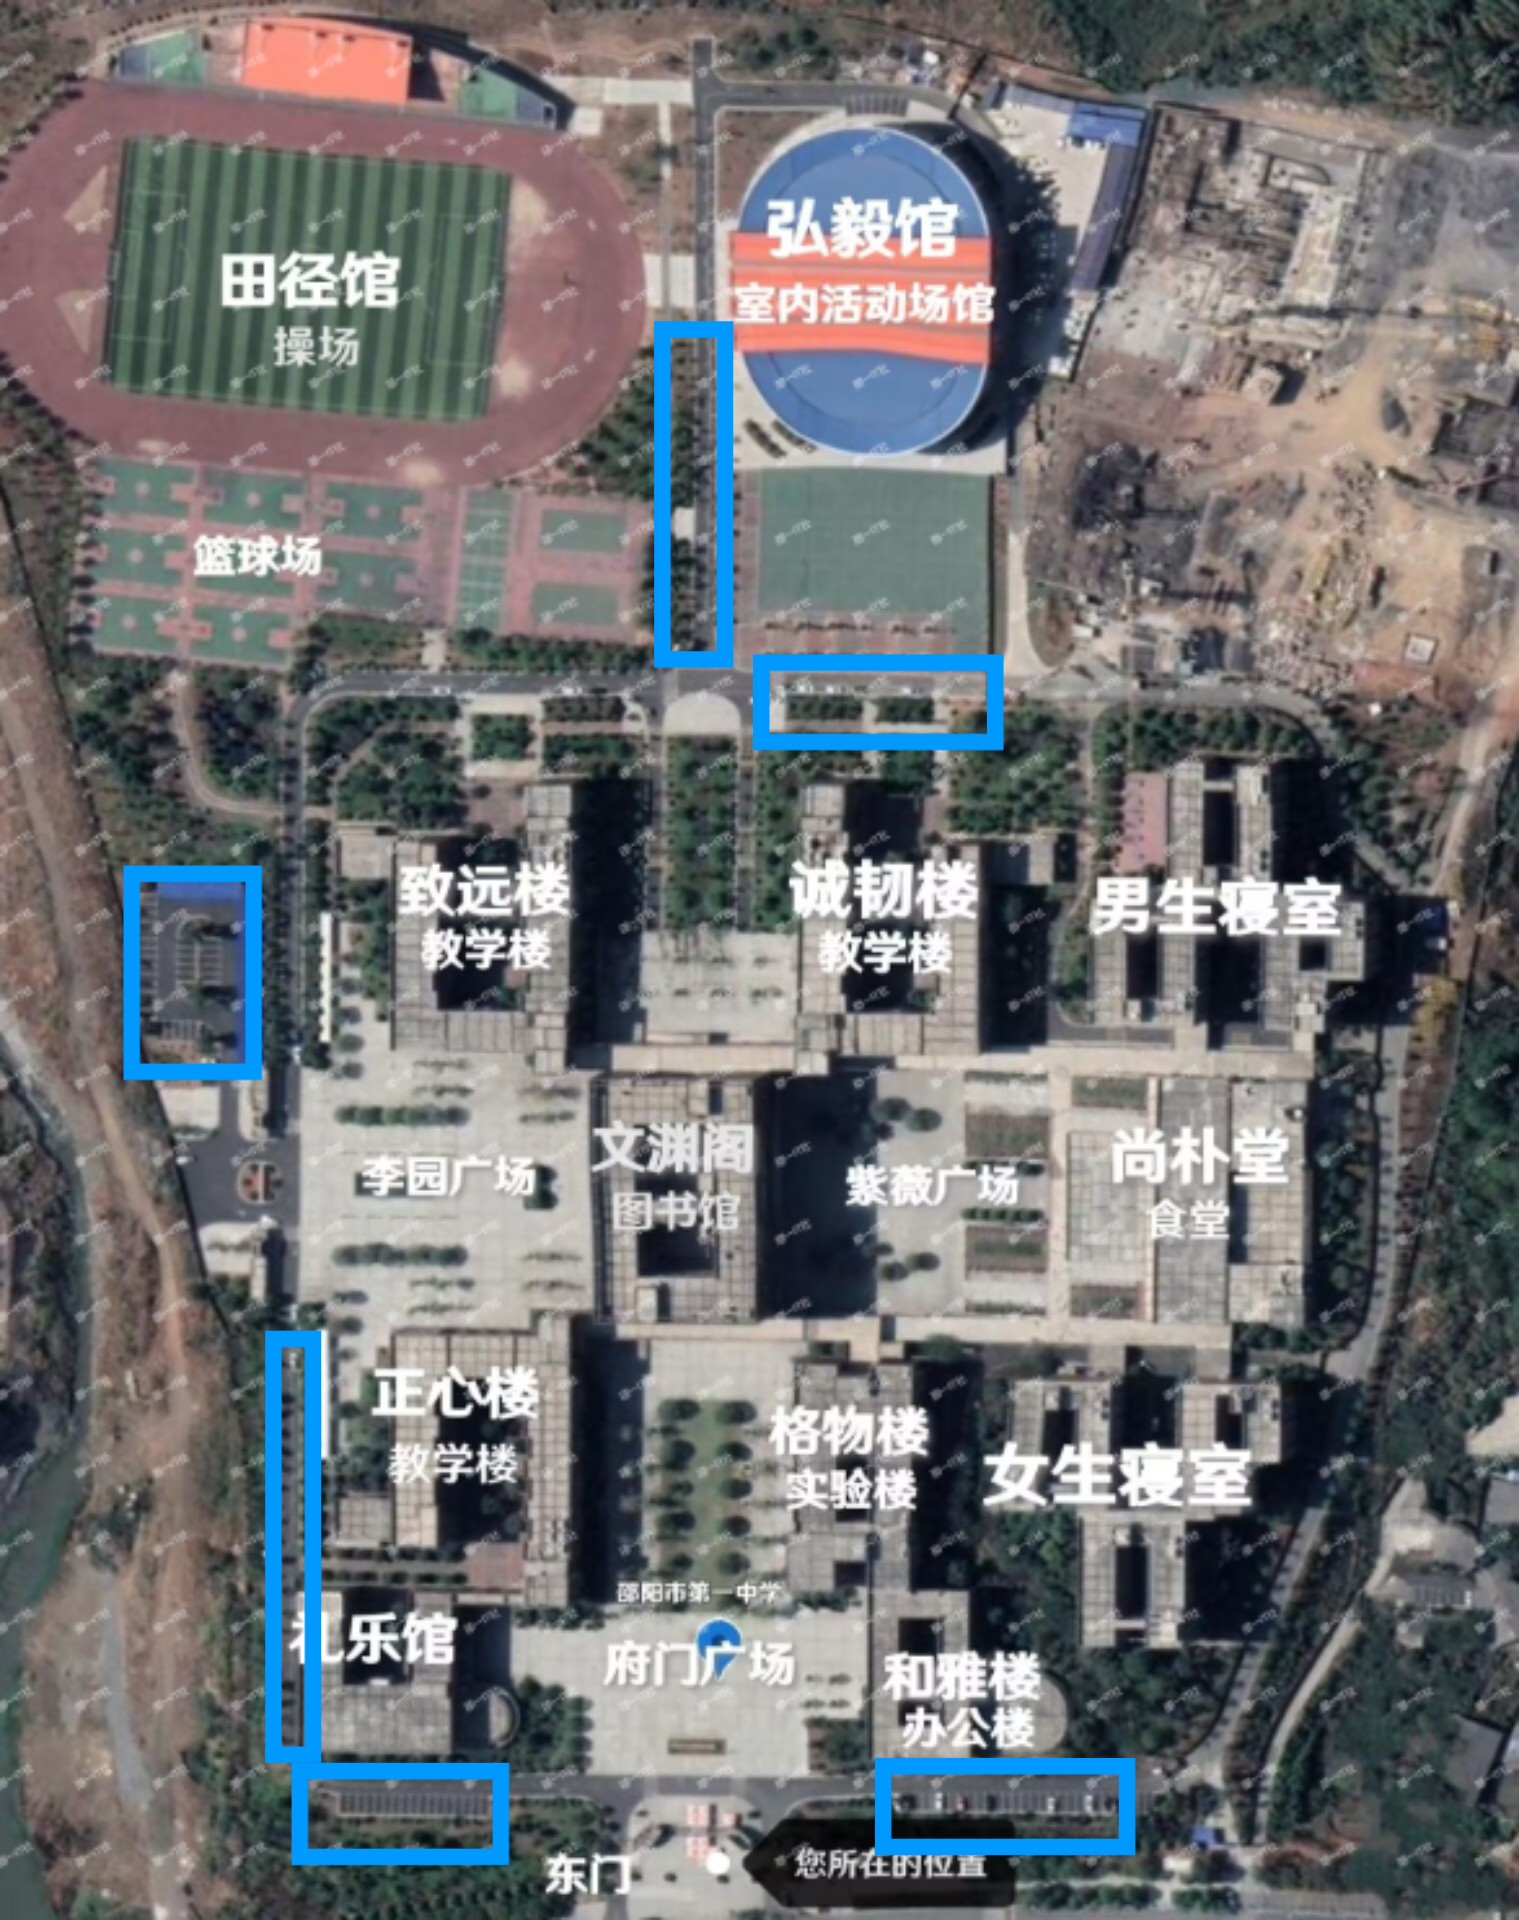 弘毅馆
室内活动场馆
田径馆
操场
篮球场
致远楼
教学楼
诚韧楼
教学楼
男生寝室
李园广场
文渊阁
图书馆
紫薇广场
尚朴堂
食堂
正心楼
教学楼
格物楼
实验楼
女生寝室
邵阳市第一中学
礼乐馆
府门广场
和雅楼
办公楼
东门
您所在的位置